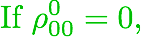 If $\rho_{00}^{0} = 0$,